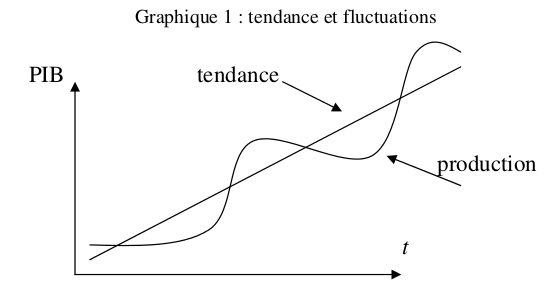 Graphique 1 : tendance et fluctuations
PIB
tendance
production
t